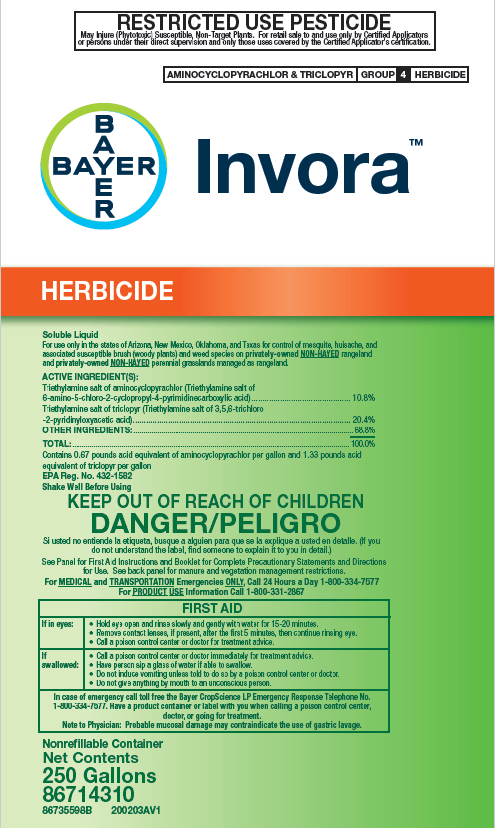 RESTRICTED USE PESTICIDE
May Injure (Phytotoxic) Susceptible, Non-Target Plants. For retail sale to and use only by Certified Applicators
or persons under their direct supervision and only those uses covered by the Certified Applicator's certification.
AMINOCYCLOPYRACHLOR & TRICLOPYR GROUP 4 HERBICIDE
BAYER
BAYER
Invora™
HERBICIDE
Soluble Liquid
For use only in the states of Arizona, New Mexico, Oklahoma, and Texas for control of mesquite, huisache, and
associated susceptible brush (woody plants) and weed species on privately-owned NON-HAYED rangeland
and privately-owned NON-HAYED perennial grasslands managed as rangeland.
ACTIVE INGREDIENT(S):
Triethylamine salt of aminocyclopyrachlor (Triethylamine salt of
6-amino-5-chloro-2-cyclopropyl-4-pyrimidinecarboxylic acid)..........10.8%
Triethylamine salt of triclopyr (Triethylamine salt of 3,5,6-trichloro
-2-pyridinyloxyacetic acid)..........20.4%
OTHER INGREDIENTS:..........68.8%
TOTAL:..........100.0%
Contains 0.67 pounds acid equivalent of aminocyclopyrachlor per gallon and 1.33 pounds acid
equivalent of triclopyr per gallon
EPA Reg. No. 432-1582
Shake Well Before Using
KEEP OUT OF REACH OF CHILDREN
DANGER/PELIGRO
Si usted no entiende la etiqueta, busque a alguien para que se la explique a usted en detalle. (If you
do not understand the label, find someone to explain it to you in detail.)
See Panel for First Aid Instructions and Booklet for Complete Precautionary Statements and Directions
for Use. See back panel for manure and vegetation management restrictions.
For MEDICAL and TRANSPORTATION Emergencies ONLY, Call 24 Hours a Day 1-800-334-7577
For PRODUCT USE Information Call 1-800-331-2867
FIRST AID
If in eyes:
• Hold eye open and rinse slowly and gently with water for 15-20 minutes.
• Remove contact lenses, if present, after the first 5 minutes, then continue rinsing eye.
• Call a poison control center or doctor for treatment advice.
If
swallowed:
• Call a poison control center or doctor immediately for treatment advice.
• Have person sip a glass of water if able to swallow.
• Do not induce vomiting unless told to do so by a poison control center or doctor.
• Do not give anything by mouth to an unconscious person.
In case of emergency call toll free the Bayer CropScience LP Emergency Response Telephone No.
1-800-334-7577. Have a product container or label with you when calling a poison control center,
doctor, or going for treatment.
Note to Physician: Probable mucosal damage may contraindicate the use of gastric lavage.
Nonrefillable Container
Net Contents
250 Gallons
86714310
86735598B 200203AV1